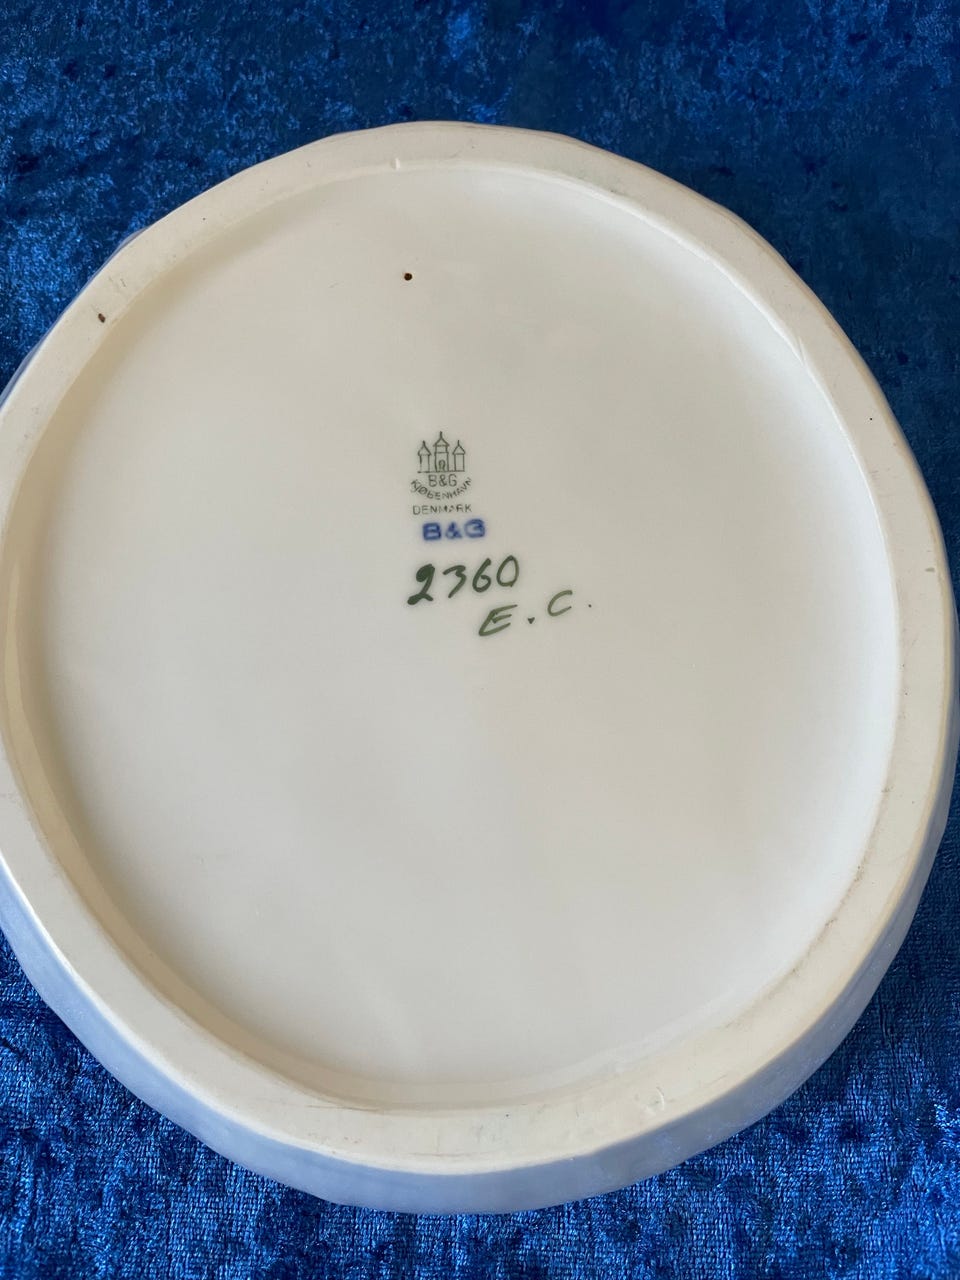 B&G
KJØBENHAVN
DENMARK
B&G
2360
E.C.